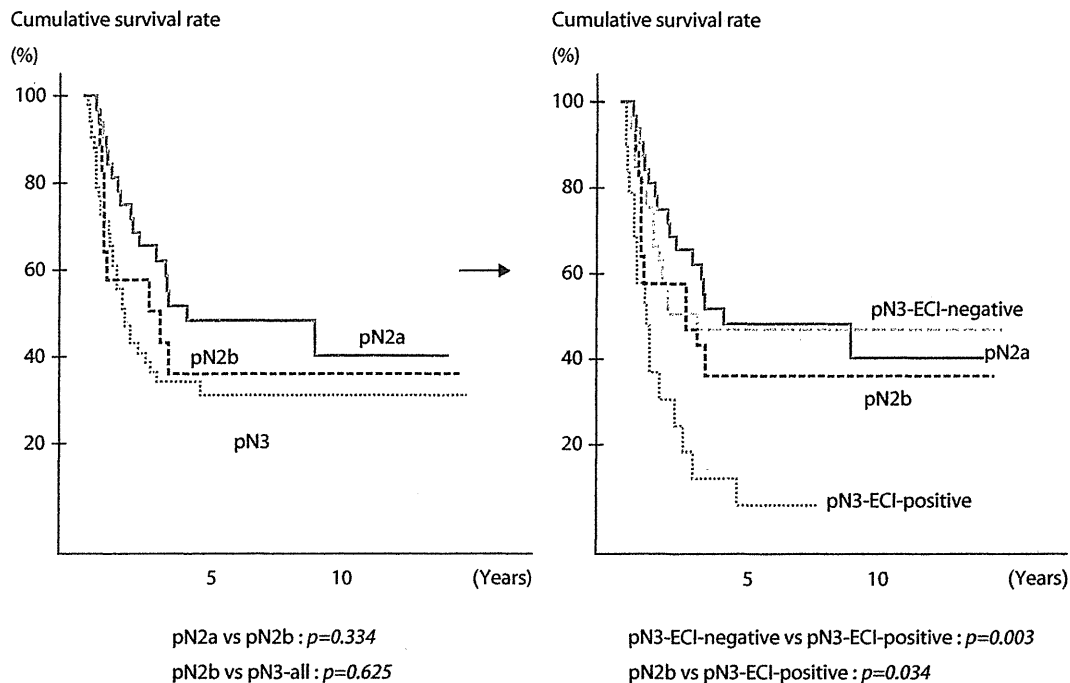 Cumulative survival rate
(%)
100
80
60
40
20
pN2a
pN2b
pN3
5 10 (Years)
pN2a vs pN2b : p=0.334
pN2b vs pN3-all : p=0.625
Cumulative survival rate
(%)
100
80
60
40
20
pN3-ECI-negative
pN2a
pN2b
pN3-ECI-positive
5 10 (Years)
pN3-ECI-negative vs pN3-ECI-positive : p=0.003
pN2b vs pN3-ECI-positive : p=0.034